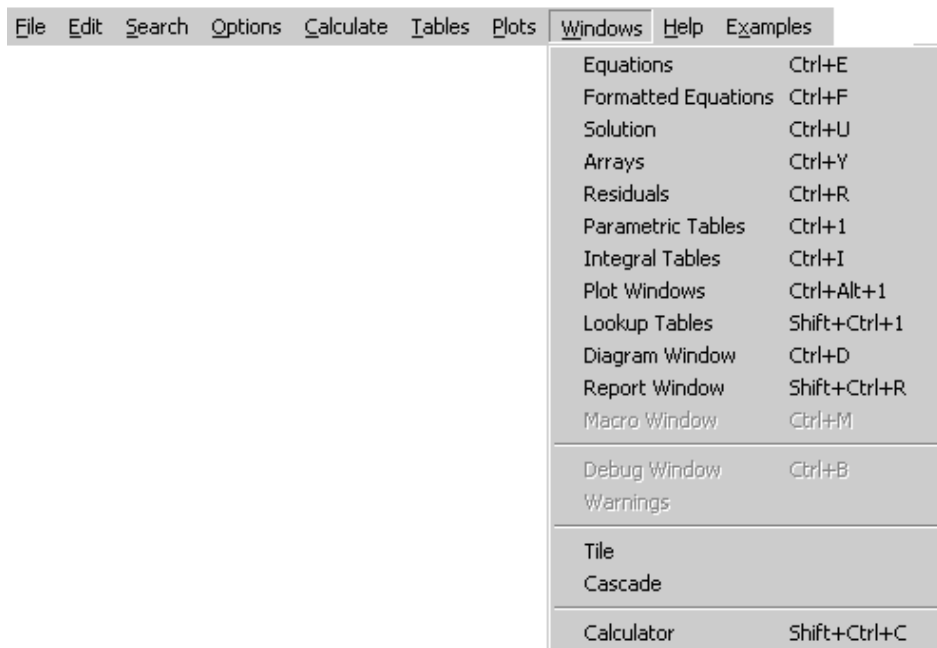 File Edit Search Options Calculate Tables Plots Windows Help Examples
Equations Ctrl+E
Formatted Equations Ctrl+F
Solution Ctrl+U
Arrays Ctrl+Y
Residuals Ctrl+R
Parametric Tables Ctrl+1
Integral Tables Ctrl+I
Plot Windows Ctrl+Alt+1
Lookup Tables Shift+Ctrl+1
Diagram Window Ctrl+D
Report Window Shift+Ctrl+R
Macro Window Ctrl+M
Debug Window Ctrl+B
Warnings
Tile
Cascade
Calculator Shift+Ctrl+C